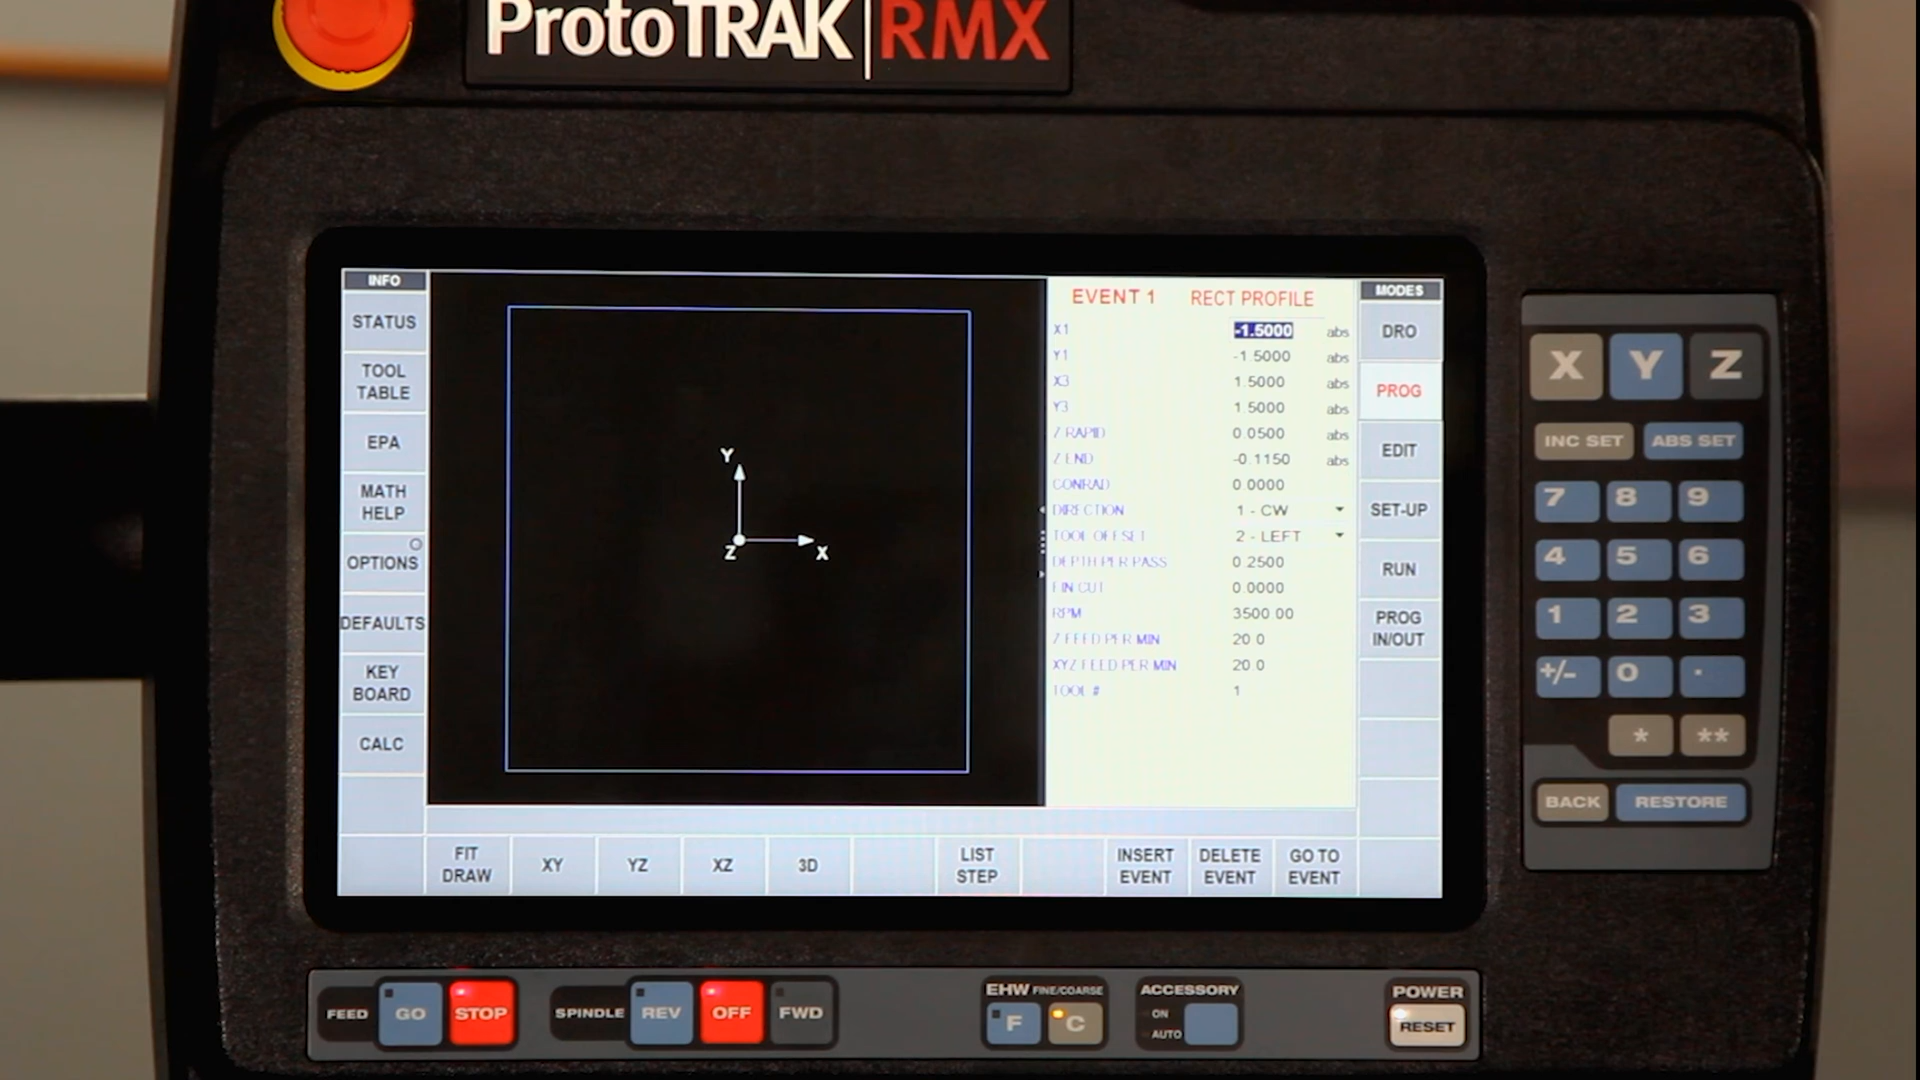 ProtoTRAK RMX
INFO
STATUS
TOOL
TABLE
EPA
MATH
HELP
OPTIONS
DEFAULTS
KEY
BOARD
CALC
Y
Z
X
EVENT 1 RECT PROFILE
X1 -1.5000 abs
Y1 -1.5000 abs
X3 1.5000 abs
Y3 1.5000 abs
Z RAPID 0.0500 abs
Z END -0.1150 abs
CONRAD 0.0000
DIRECTION 1 - CW
TOOL OFFSET 2 - LEFT
DEPTH PER PASS 0.2500
FIN CUT 0.0000
RPM 3500.00
Z FEED PER MIN 20.0
XYZ FEED PER MIN 20.0
TOOL # 1
MODES
DRO
PROG
EDIT
SET-UP
RUN
PROG
IN/OUT
FIT
DRAW
XY
YZ
XZ
3D
LIST
STEP
INSERT
EVENT
DELETE
EVENT
GO TO
EVENT
X Y Z
INC SET ABS SET
7 8 9
4 5 6
1 2 3
+/- 0 .
* **
BACK RESTORE
FEED GO STOP
SPINDLE REV OFF FWD
EHW FINE/COARSE
F C
ACCESSORY
ON
AUTO
POWER
RESET